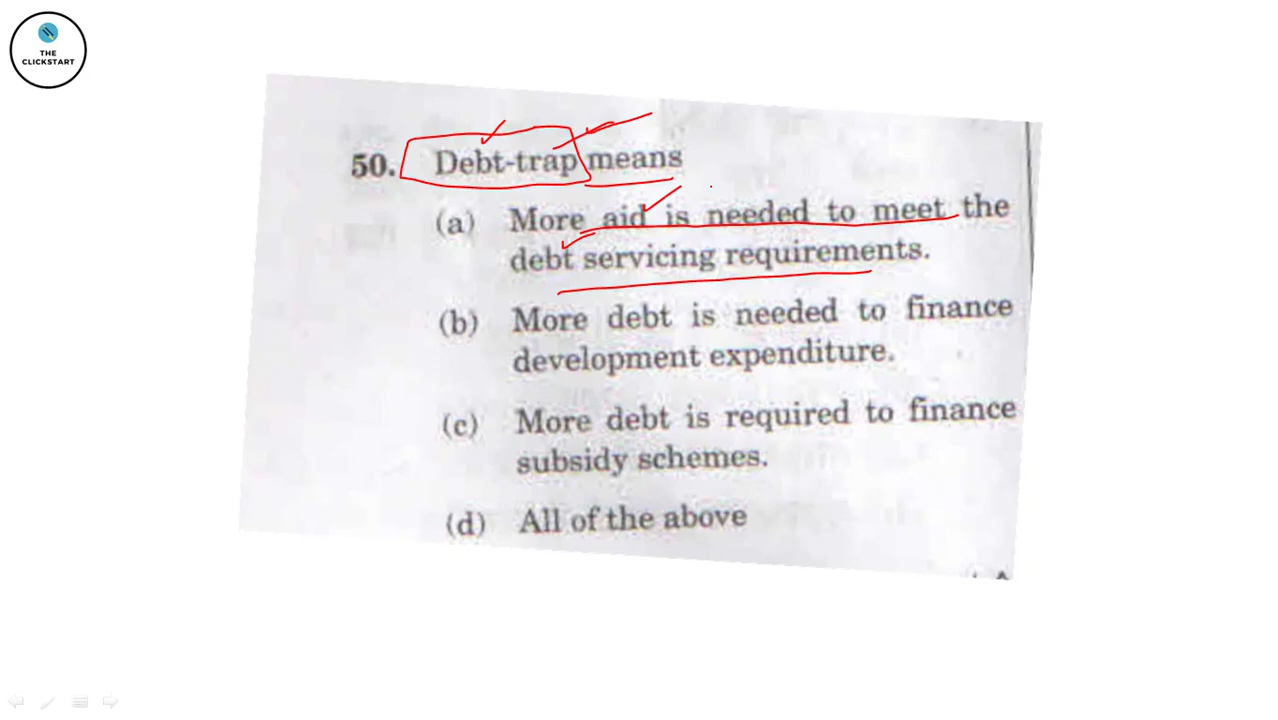 THE
CLICKSTART
50. Debt-trap means
(a) More aid is needed to meet the
debt servicing requirements.
(b) More debt is needed to finance
development expenditure.
(c) More debt is required to finance
subsidy schemes.
(d) All of the above